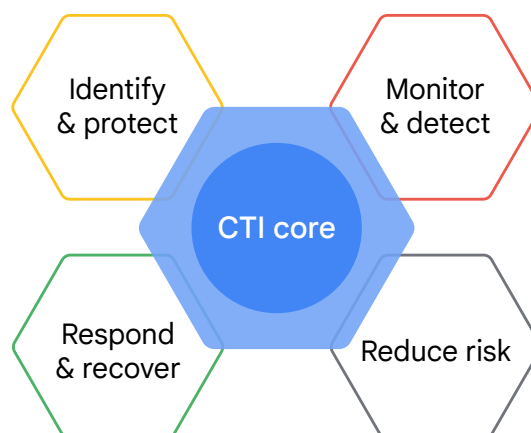 Identify
& protect
Monitor
& detect
CTI core
Respond
& recover
Reduce risk